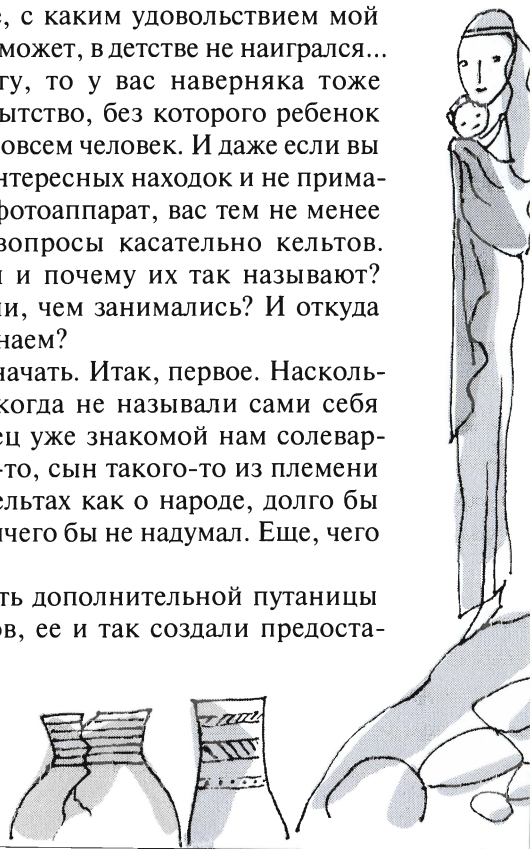 , с каким удовольствием мой
может, в детстве не наигрался...
гу, то у вас наверняка тоже
ытство, без которого ребенок
овсем человек. И даже если вы
нтересных находок и не прима-
фотоаппарат, вас тем не менее
вопросы касательно кельтов.
и и почему их так называют?
ли, чем занимались? И откуда
наем?
начать. Итак, первое. Насколь-
когда не называли сами себя
ец уже знакомой нам солевар-
-то, сын такого-то из племени
ельтах как о народе, долго бы
ичего бы не надумал. Еще, чего
ть дополнительной путаницы
ов, ее и так создали предоста-